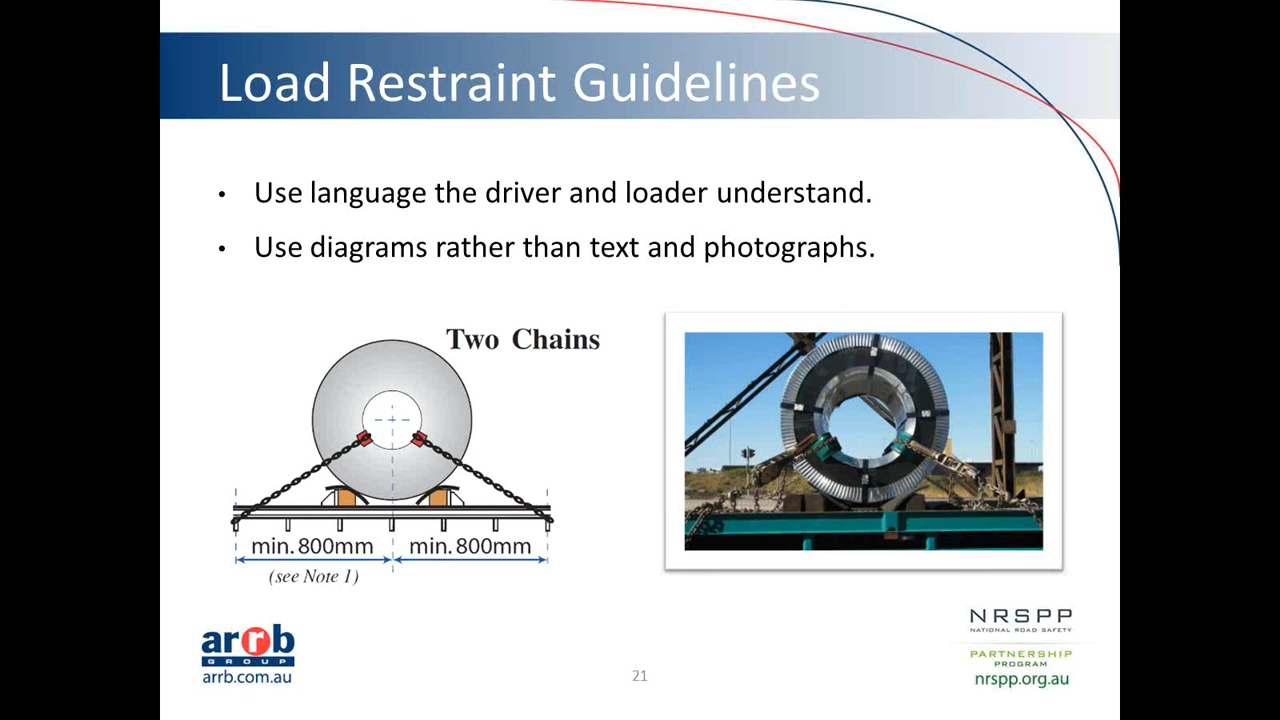 Load Restraint Guidelines
• Use language the driver and loader understand.
• Use diagrams rather than text and photographs.
Two Chains
min. 800mm min. 800mm
(see Note 1)
arrb
GROUP
arrb.com.au
21
NRSPP
NATIONAL ROAD SAFETY
PARTNERSHIP
PROGRAM
nrspp.org.au